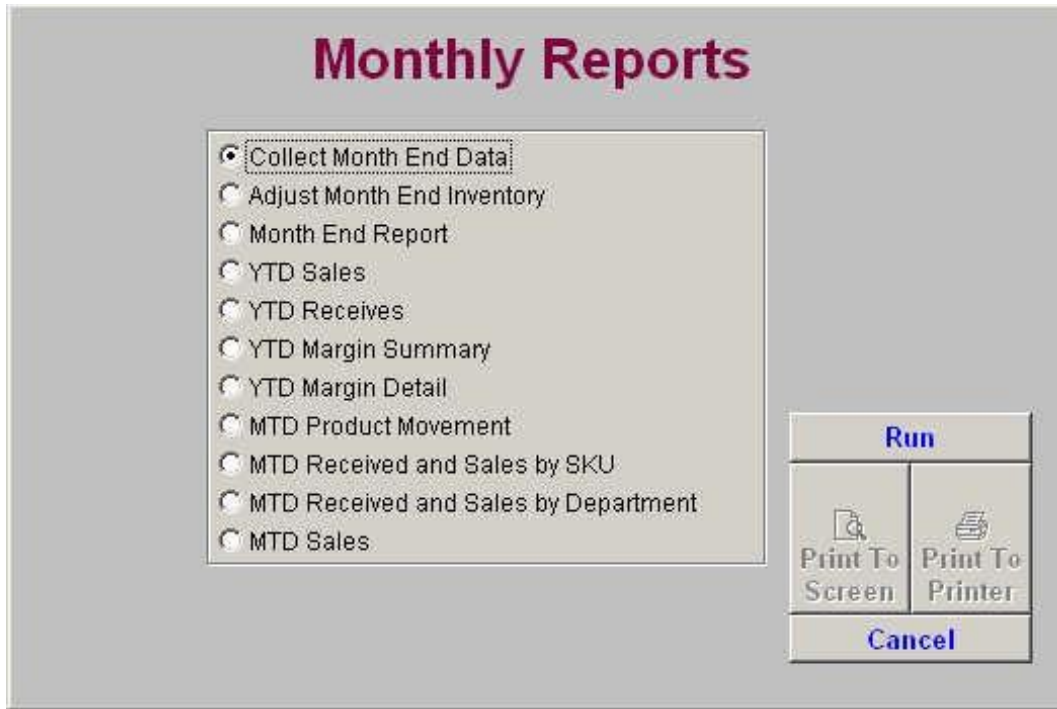 Monthly Reports
Collect Month End Data
Adjust Month End Inventory
Month End Report
YTD Sales
YTD Receives
YTD Margin Summary
YTD Margin Detail
MTD Product Movement
MTD Received and Sales by SKU
MTD Received and Sales by Department
MTD Sales
Run
Print To
Screen
Print To
Printer
Cancel